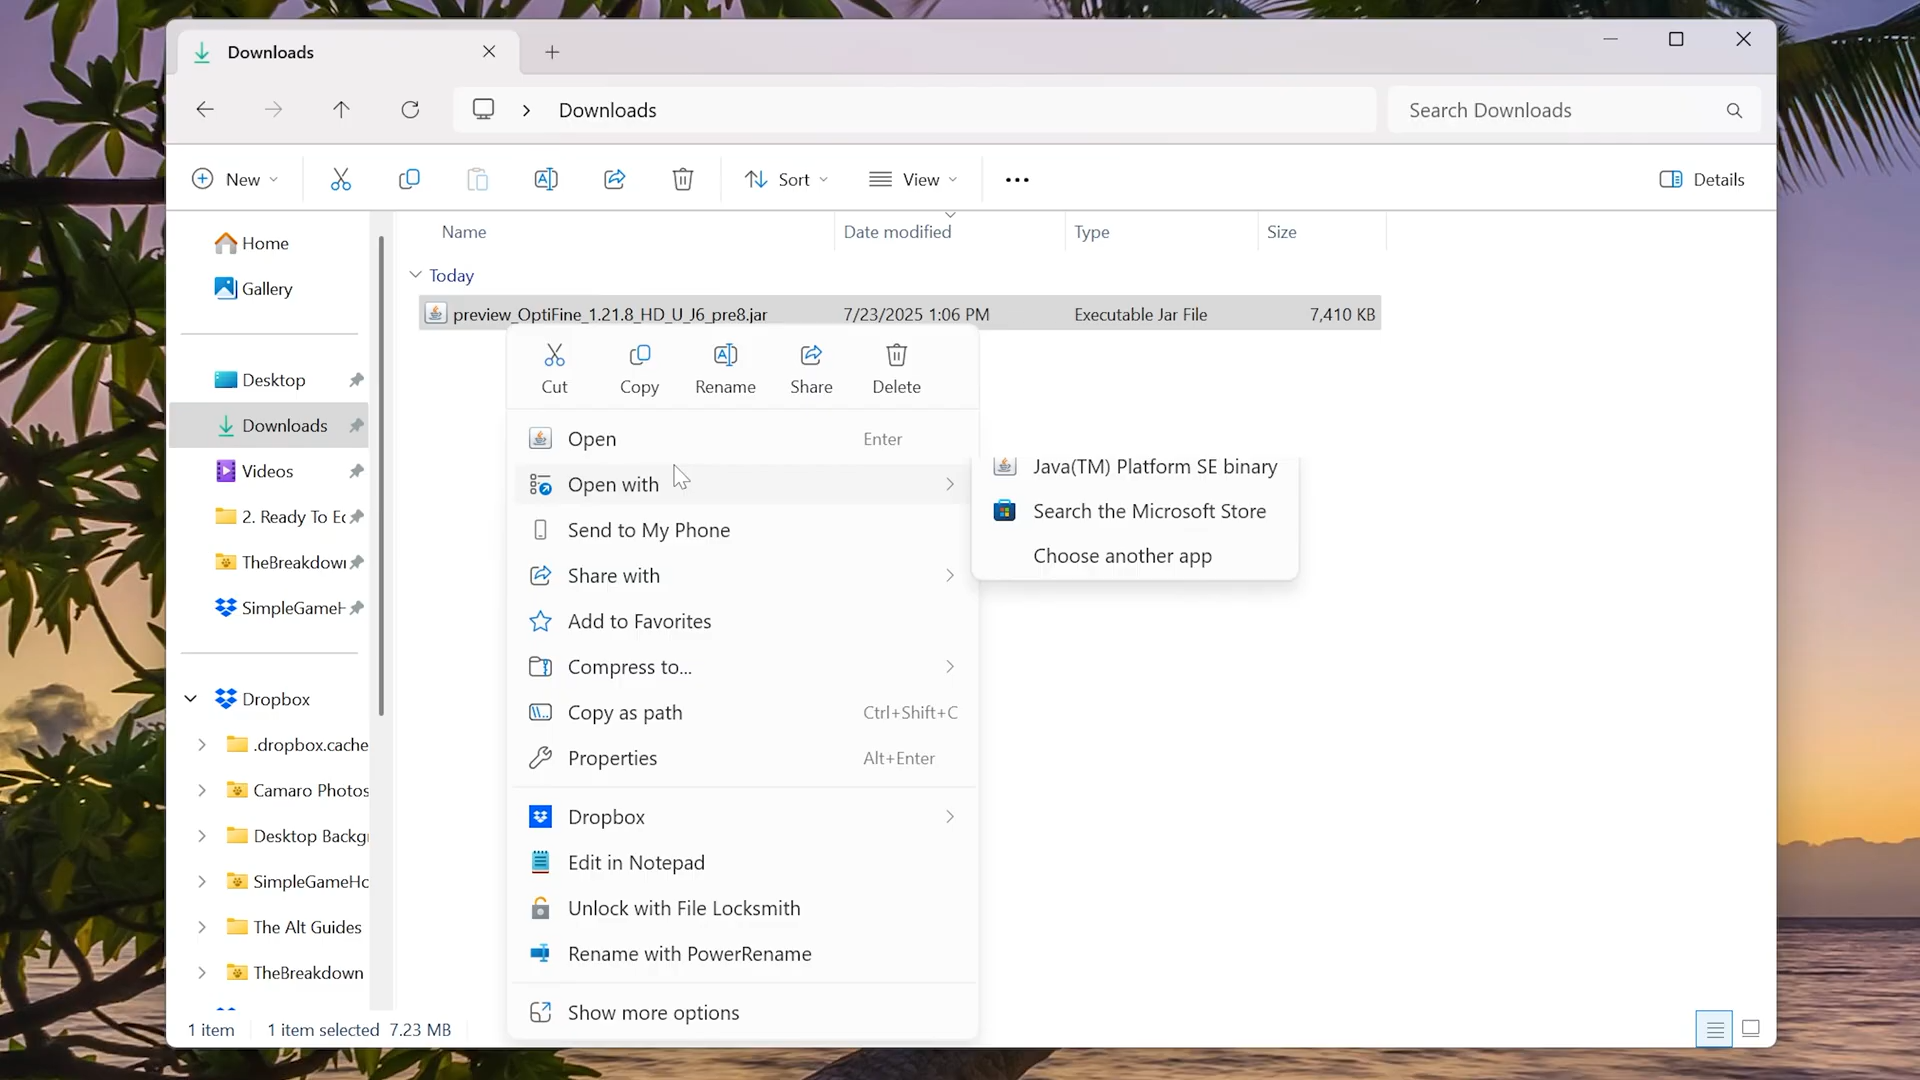 Downloads
Downloads
Search Downloads
New
Sort
View
Details
Home
Gallery
Desktop
Downloads
Videos
2. Ready To Ec
TheBreakdown
SimpleGameH
Dropbox
.dropbox.cache
Camaro Photos
Desktop Backgr
SimpleGameHo
The Alt Guides
TheBreakdown
Name Date modified Type Size
Today
preview_OptiFine_1.21.8_HD_U_J6_pre8.jar 7/23/2025 1:06 PM Executable Jar File 7,410 KB
Cut Copy Rename Share Delete
Open Enter
Open with
Send to My Phone
Share with
Add to Favorites
Compress to...
Copy as path Ctrl+Shift+C
Properties Alt+Enter
Dropbox
Edit in Notepad
Unlock with File Locksmith
Rename with PowerRename
Show more options
Java(TM) Platform SE binary
Search the Microsoft Store
Choose another app
1 item 1 item selected 7.23 MB